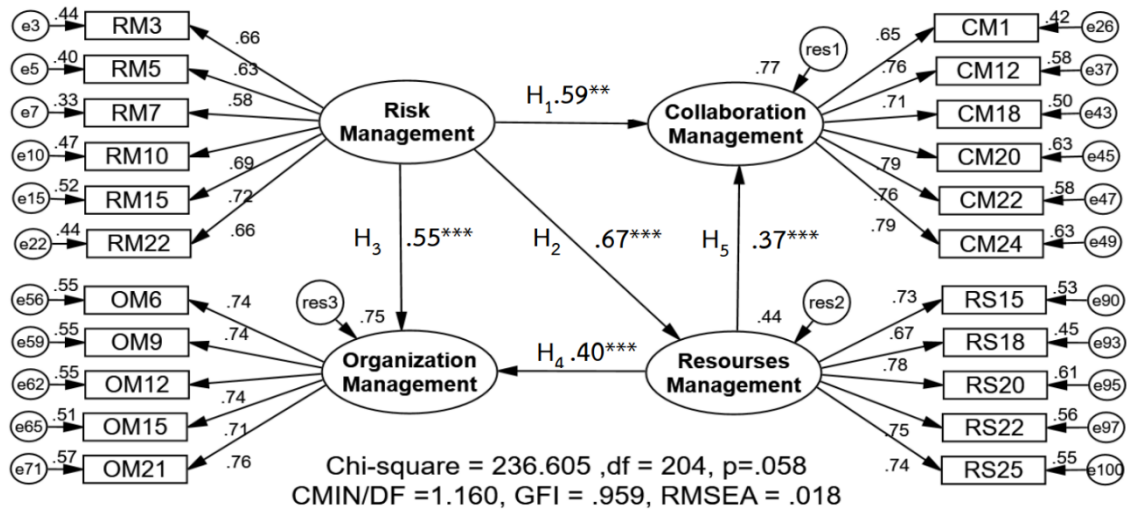 e3 .44 RM3
.66
e5 .40 RM5
.63
e7 .33 RM7
.58
e10 .47 RM10
.69
e15 .52 RM15
.72
e22 .44 RM22
.66
Risk
Management
H1 .59**
.77
res1
Collaboration
Management
.65
CM1 .42 e26
.76
CM12 .58 e37
.71
CM18 .50 e43
CM20 .63 e45
.79
CM22 .58 e47
.76
CM24 .63 e49
.79
H3 .55***
H2 .67***
H5 .37***
e56 .55 OM6
.74
e59 .55 OM9
.74
e62 .55 OM12
.74
e65 .51 OM15
.71
e71 .57 OM21
.76
res3
.75
Organization
Management
H4 .40***
.44
res2
Resourses
Management
.73
RS15 .53 e90
.67
RS18 .45 e93
.78
RS20 .61 e95
RS22 .56 e97
.75
RS25 .55 e100
.74
Chi-square = 236.605 ,df = 204, p=.058
CMIN/DF =1.160, GFI = .959, RMSEA = .018